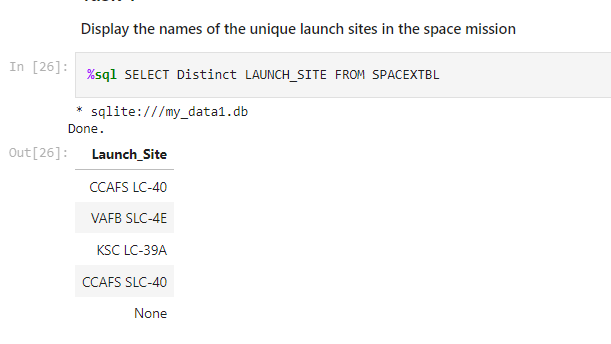 Display the names of the unique launch sites in the space mission
In [26]: %sql SELECT Distinct LAUNCH_SITE FROM SPACEXTBL
* sqlite:///my_data1.db
Done.
Out[26]: Launch_Site
CCAFS LC-40
VAFB SLC-4E
KSC LC-39A
CCAFS SLC-40
None